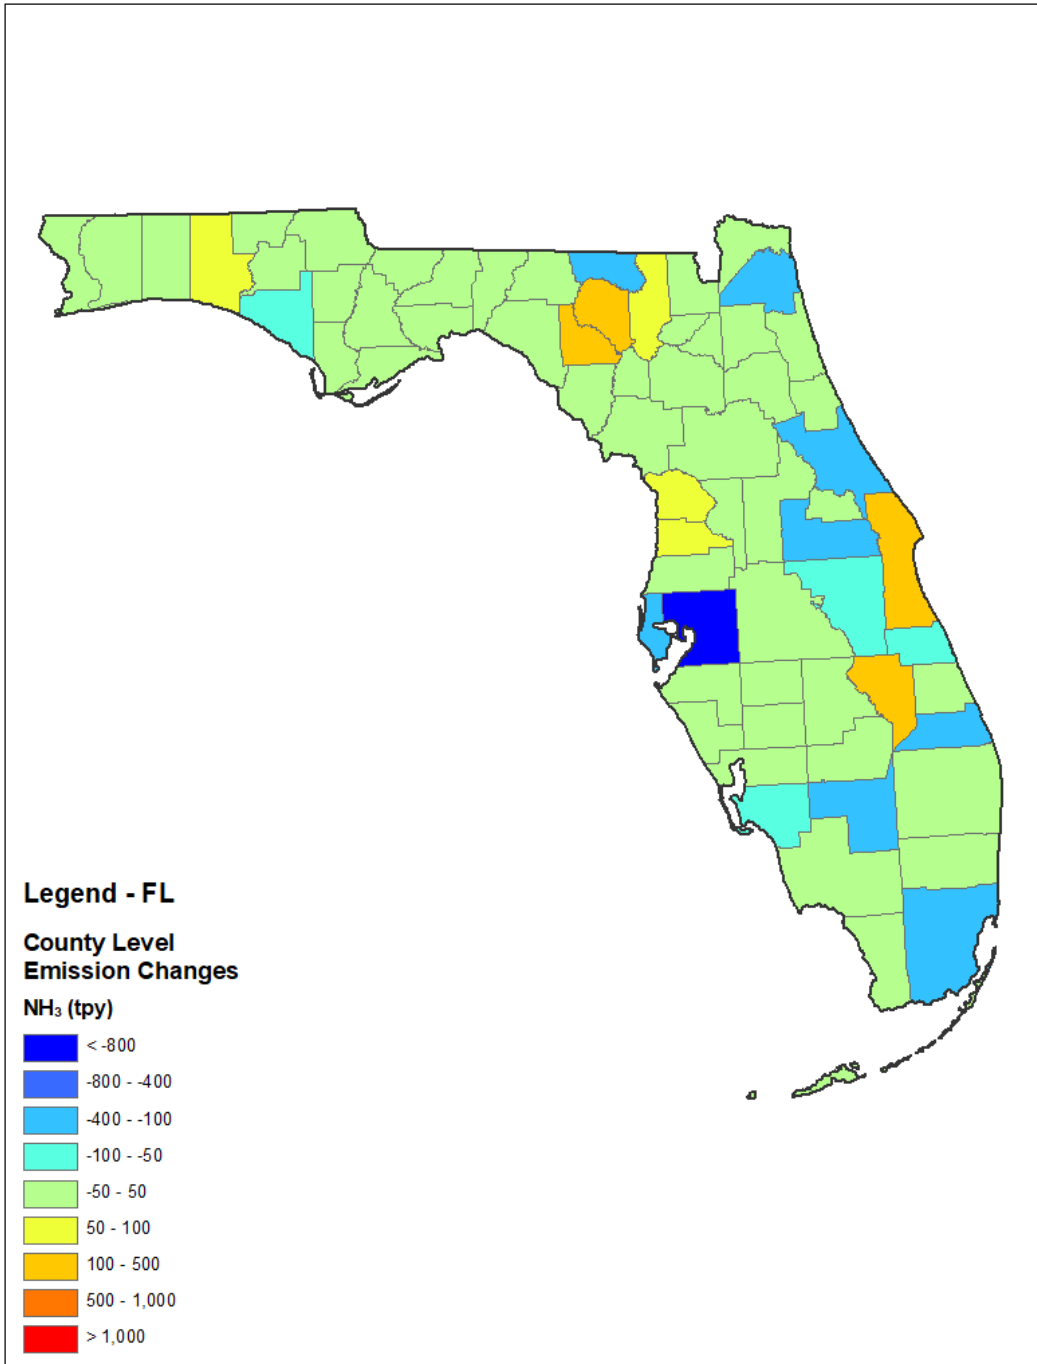 Legend - FL
County Level
Emission Changes
NH₃ (tpy)
< -800
-800 - -400
-400 - -100
-100 - -50
-50 - 50
50 - 100
100 - 500
500 - 1,000
> 1,000